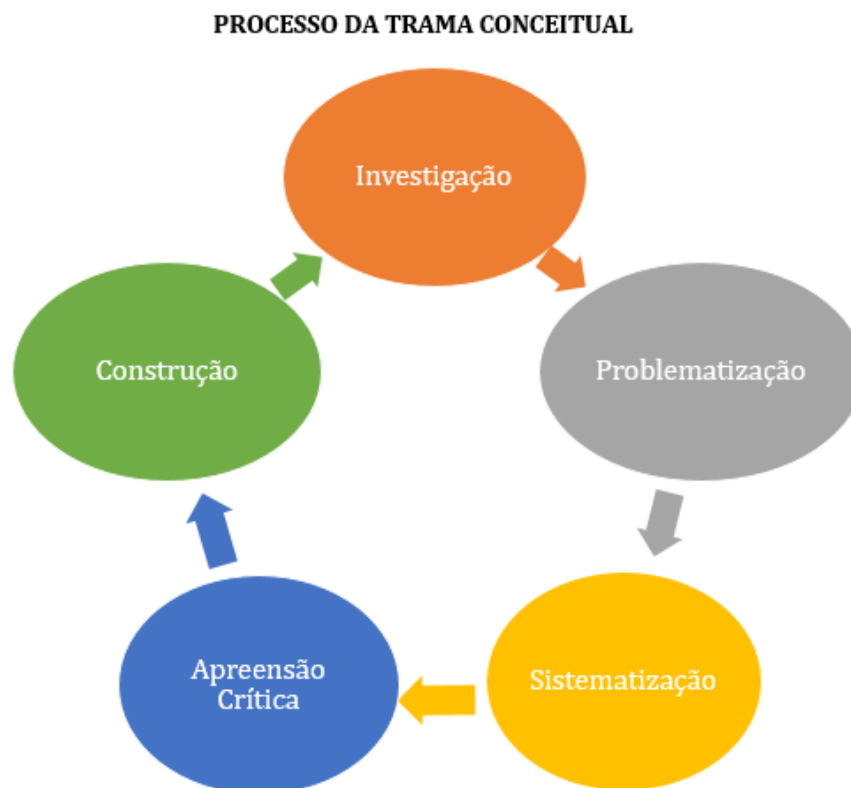 PROCESSO DA TRAMA CONCEITUAL
Investigação
Problematização
Sistematização
Apreensão
Crítica
Construção